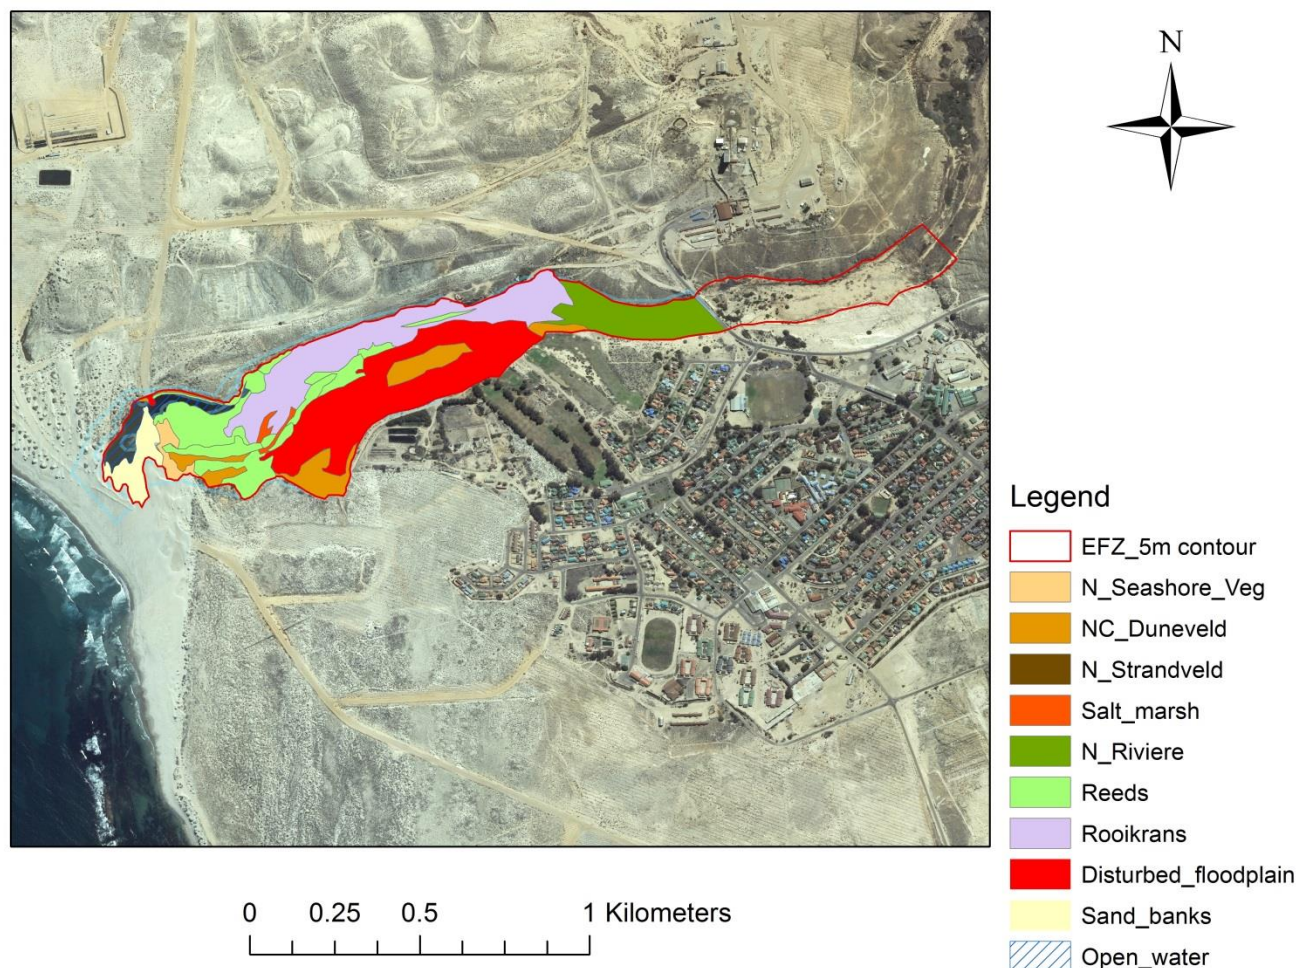 N
Legend
EFZ_5m contour
N_Seashore_Veg
NC_Duneveld
N_Strandveld
Salt_marsh
N_Riviere
Reeds
Rooikrans
Disturbed_floodplain
Sand_banks
Open_water
0 0.25 0.5 1 Kilometers